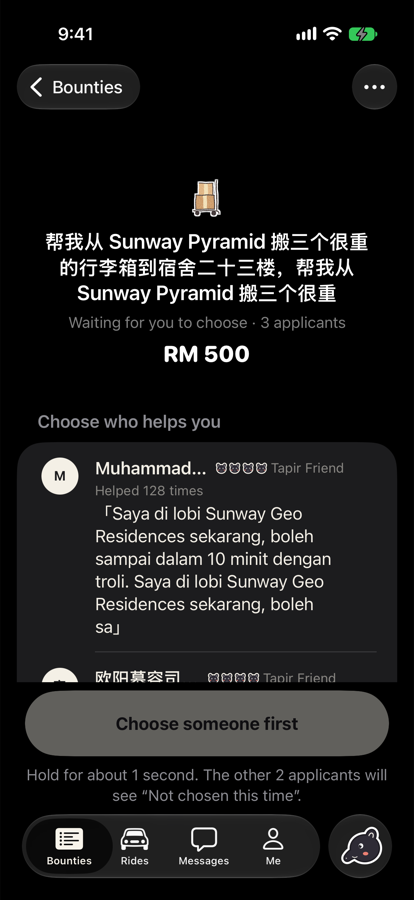 9:41
Bounties
帮我从 Sunway Pyramid 搬三个很重
的行李箱到宿舍二十三楼，帮我从
Sunway Pyramid 搬三个很重
Waiting for you to choose · 3 applicants
RM 500
Choose who helps you
M
Muhammad... Tapir Friend
Helped 128 times
「Saya di lobi Sunway Geo
Residences sekarang, boleh
sampai dalam 10 minit dengan
troli. Saya di lobi Sunway Geo
Residences sekarang, boleh
sa」
欧阳慕容司 Tapir Friend
Choose someone first
Hold for about 1 second. The other 2 applicants will
see “Not chosen this time”.
Bounties
Rides
Messages
Me